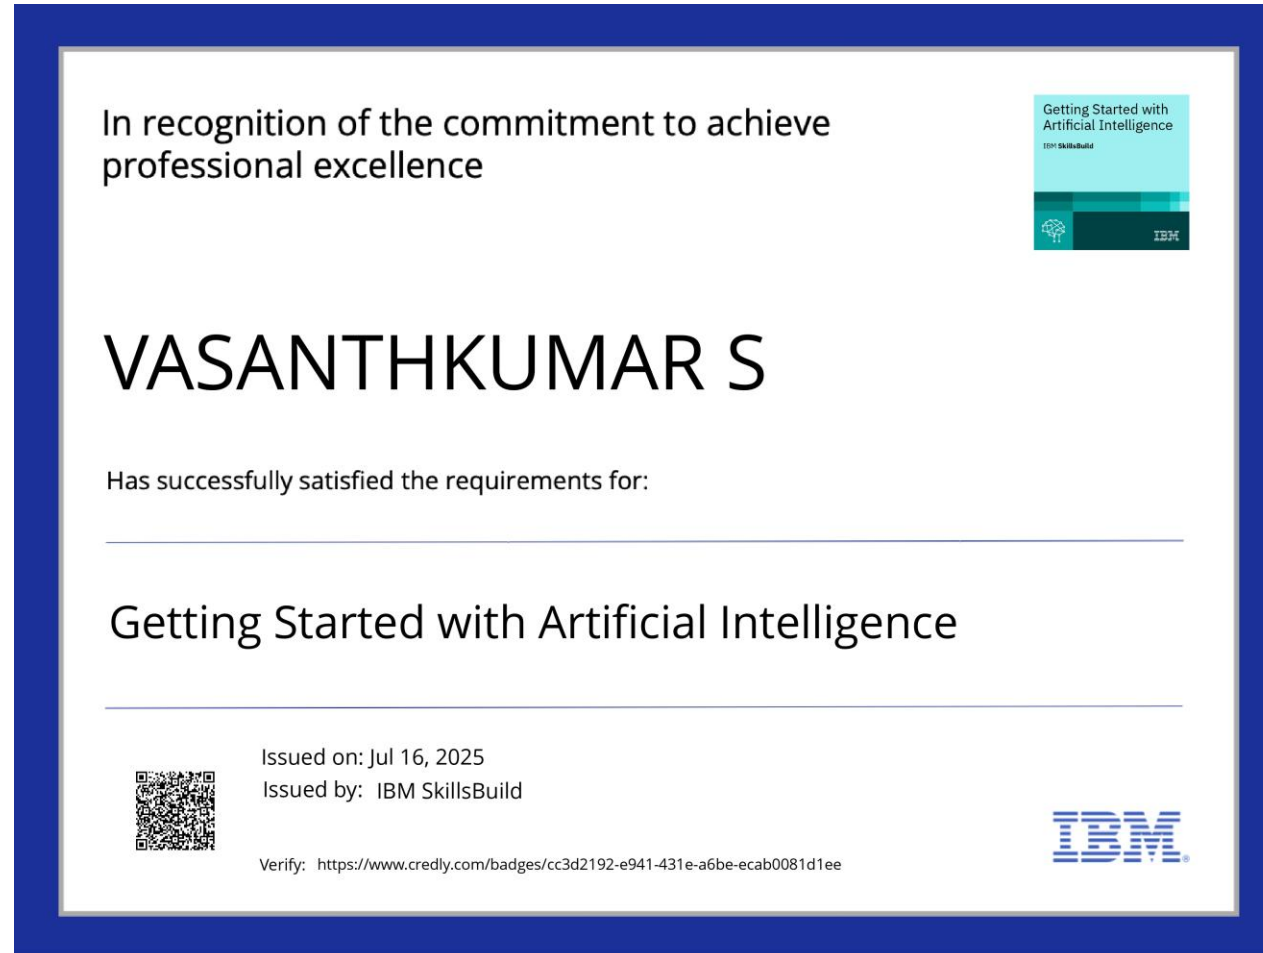 In recognition of the commitment to achieve
professional excellence
Getting Started with
Artificial Intelligence
IBM SkillsBuild
IBM
VASANTHKUMAR S
Has successfully satisfied the requirements for:
Getting Started with Artificial Intelligence
Issued on: Jul 16, 2025
Issued by: IBM SkillsBuild
Verify: https://www.credly.com/badges/cc3d2192-e941-431e-a6be-ecab0081d1ee
IBM®